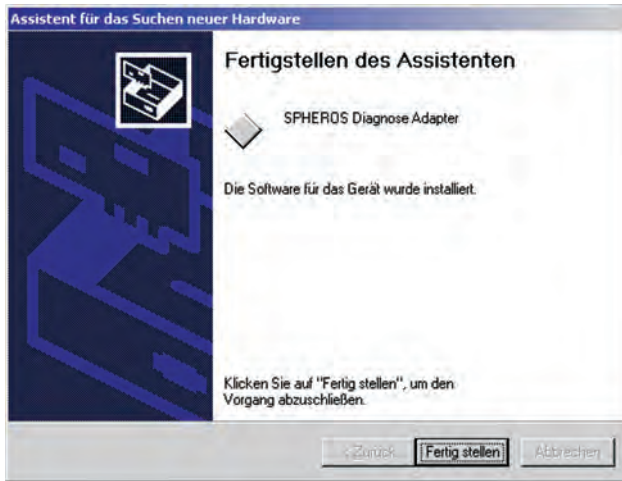 Assistent für das Suchen neuer Hardware
Fertigstellen des Assistenten
SPHEROS Diagnose Adapter
Die Software für das Gerät wurde installiert.
Klicken Sie auf "Fertig stellen", um den
Vorgang abzuschließen.
< Zurück Fertig stellen Abbrechen